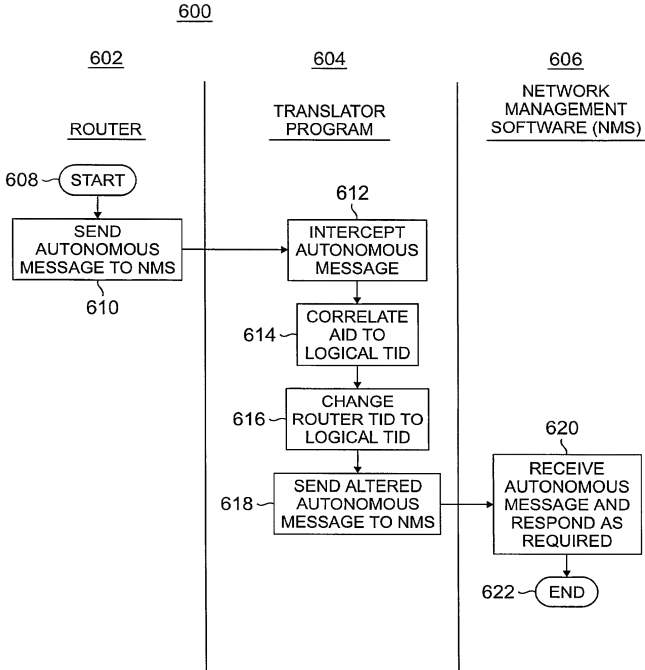 600
602
604
606
ROUTER
TRANSLATOR
PROGRAM
NETWORK
MANAGEMENT
SOFTWARE (NMS)
608
START
SEND
AUTONOMOUS
MESSAGE TO NMS
610
612
INTERCEPT
AUTONOMOUS
MESSAGE
614
CORRELATE
AID TO
LOGICAL TID
616
CHANGE
ROUTER TID TO
LOGICAL TID
618
SEND ALTERED
AUTONOMOUS
MESSAGE TO NMS
620
RECEIVE
AUTONOMOUS
MESSAGE AND
RESPOND AS
REQUIRED
622
END